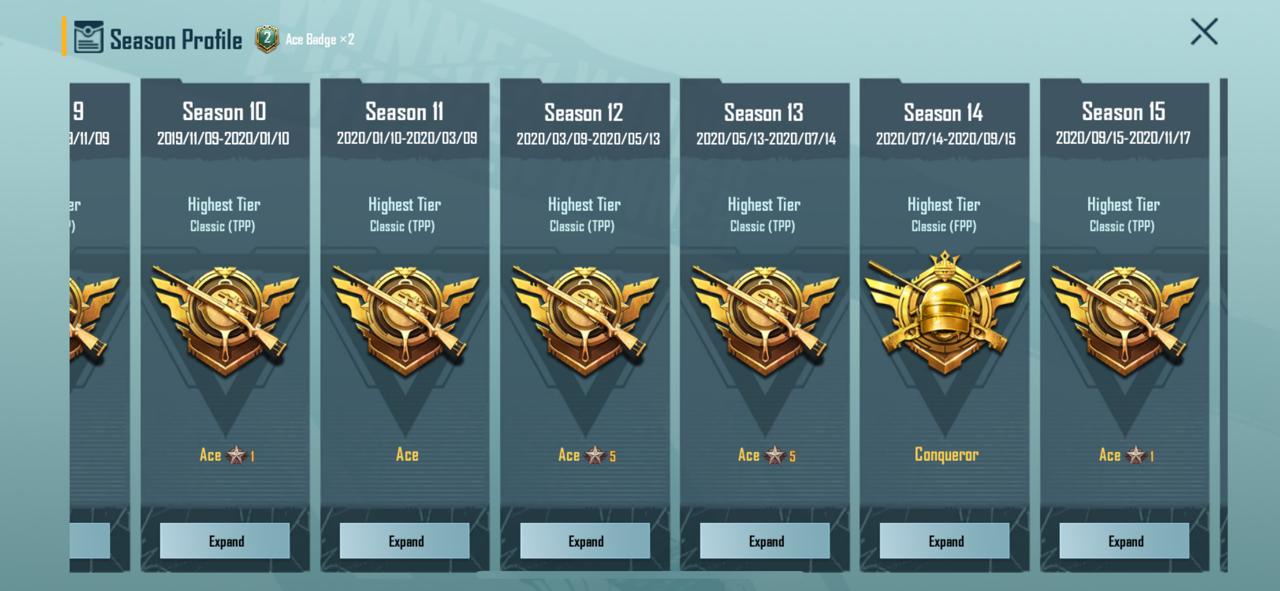 Season Profile
2
Ace Badge ×2
9
9/11/09
Season 10
2019/11/09-2020/01/10
Highest Tier
Classic (TPP)
Ace 1
Expand
Season 11
2020/01/10-2020/03/09
Highest Tier
Classic (TPP)
Ace
Expand
Season 12
2020/03/09-2020/05/13
Highest Tier
Classic (TPP)
Ace 5
Expand
Season 13
2020/05/13-2020/07/14
Highest Tier
Classic (TPP)
Ace 5
Expand
Season 14
2020/07/14-2020/09/15
Highest Tier
Classic (FPP)
Conqueror
Expand
Season 15
2020/09/15-2020/11/17
Highest Tier
Classic (TPP)
Ace 1
Expand